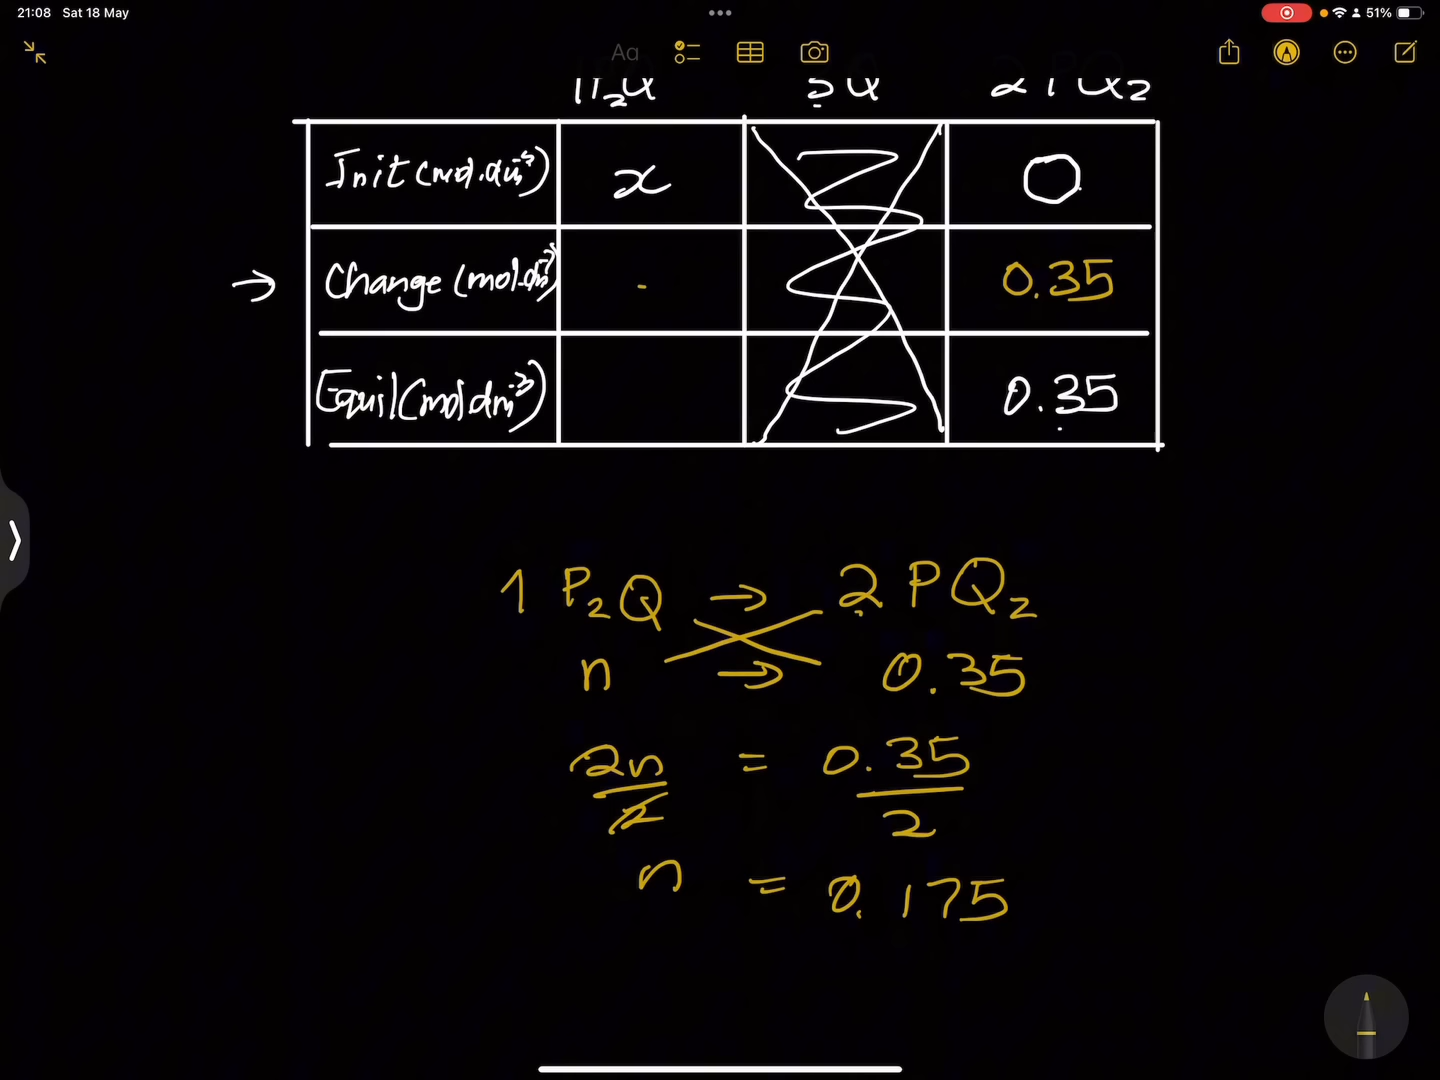 21:08 Sat 18 May 51%
Aa
Init (mol.dm⁻³) x 0
→ Change (mol.dm⁻³) . 0.35
Equil (mol.dm⁻³) 0.35
1 P₂Q → 2 PQ₂
n → 0.35
2n/2 = 0.35/2
n = 0.175